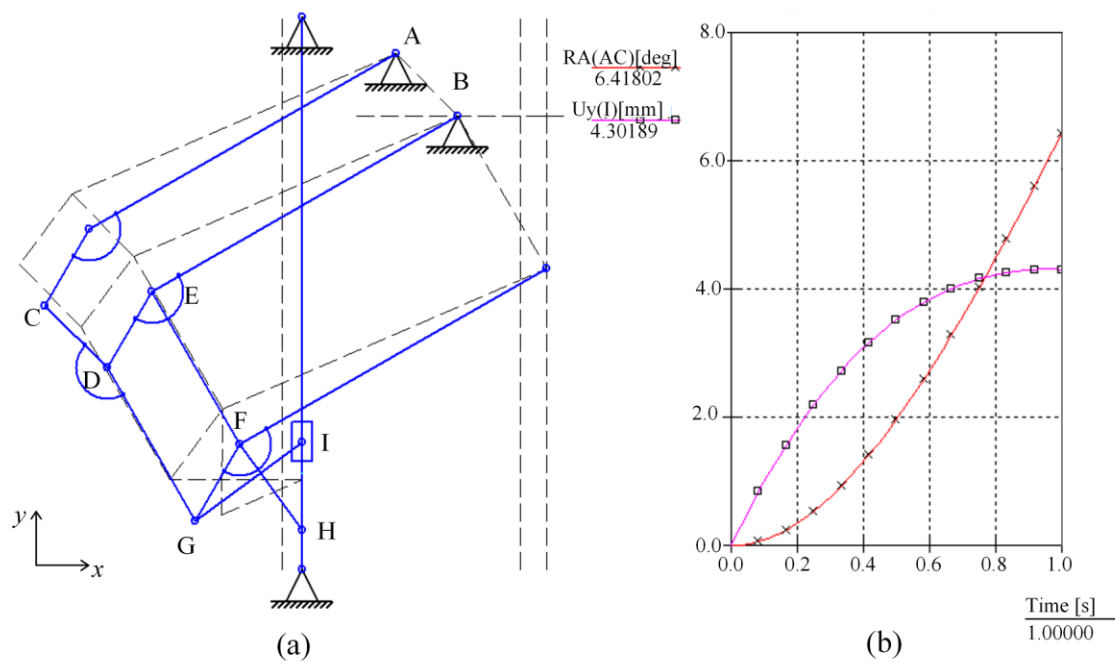 A
B
C
D
E
F
G
H
I
y
x
(a)
RA(AC)[deg]
6.41802
Uy(I)[mm]
4.30189
8.0
6.0
4.0
2.0
0.0
0.0 0.2 0.4 0.6 0.8 1.0
Time [s]
1.00000
(b)